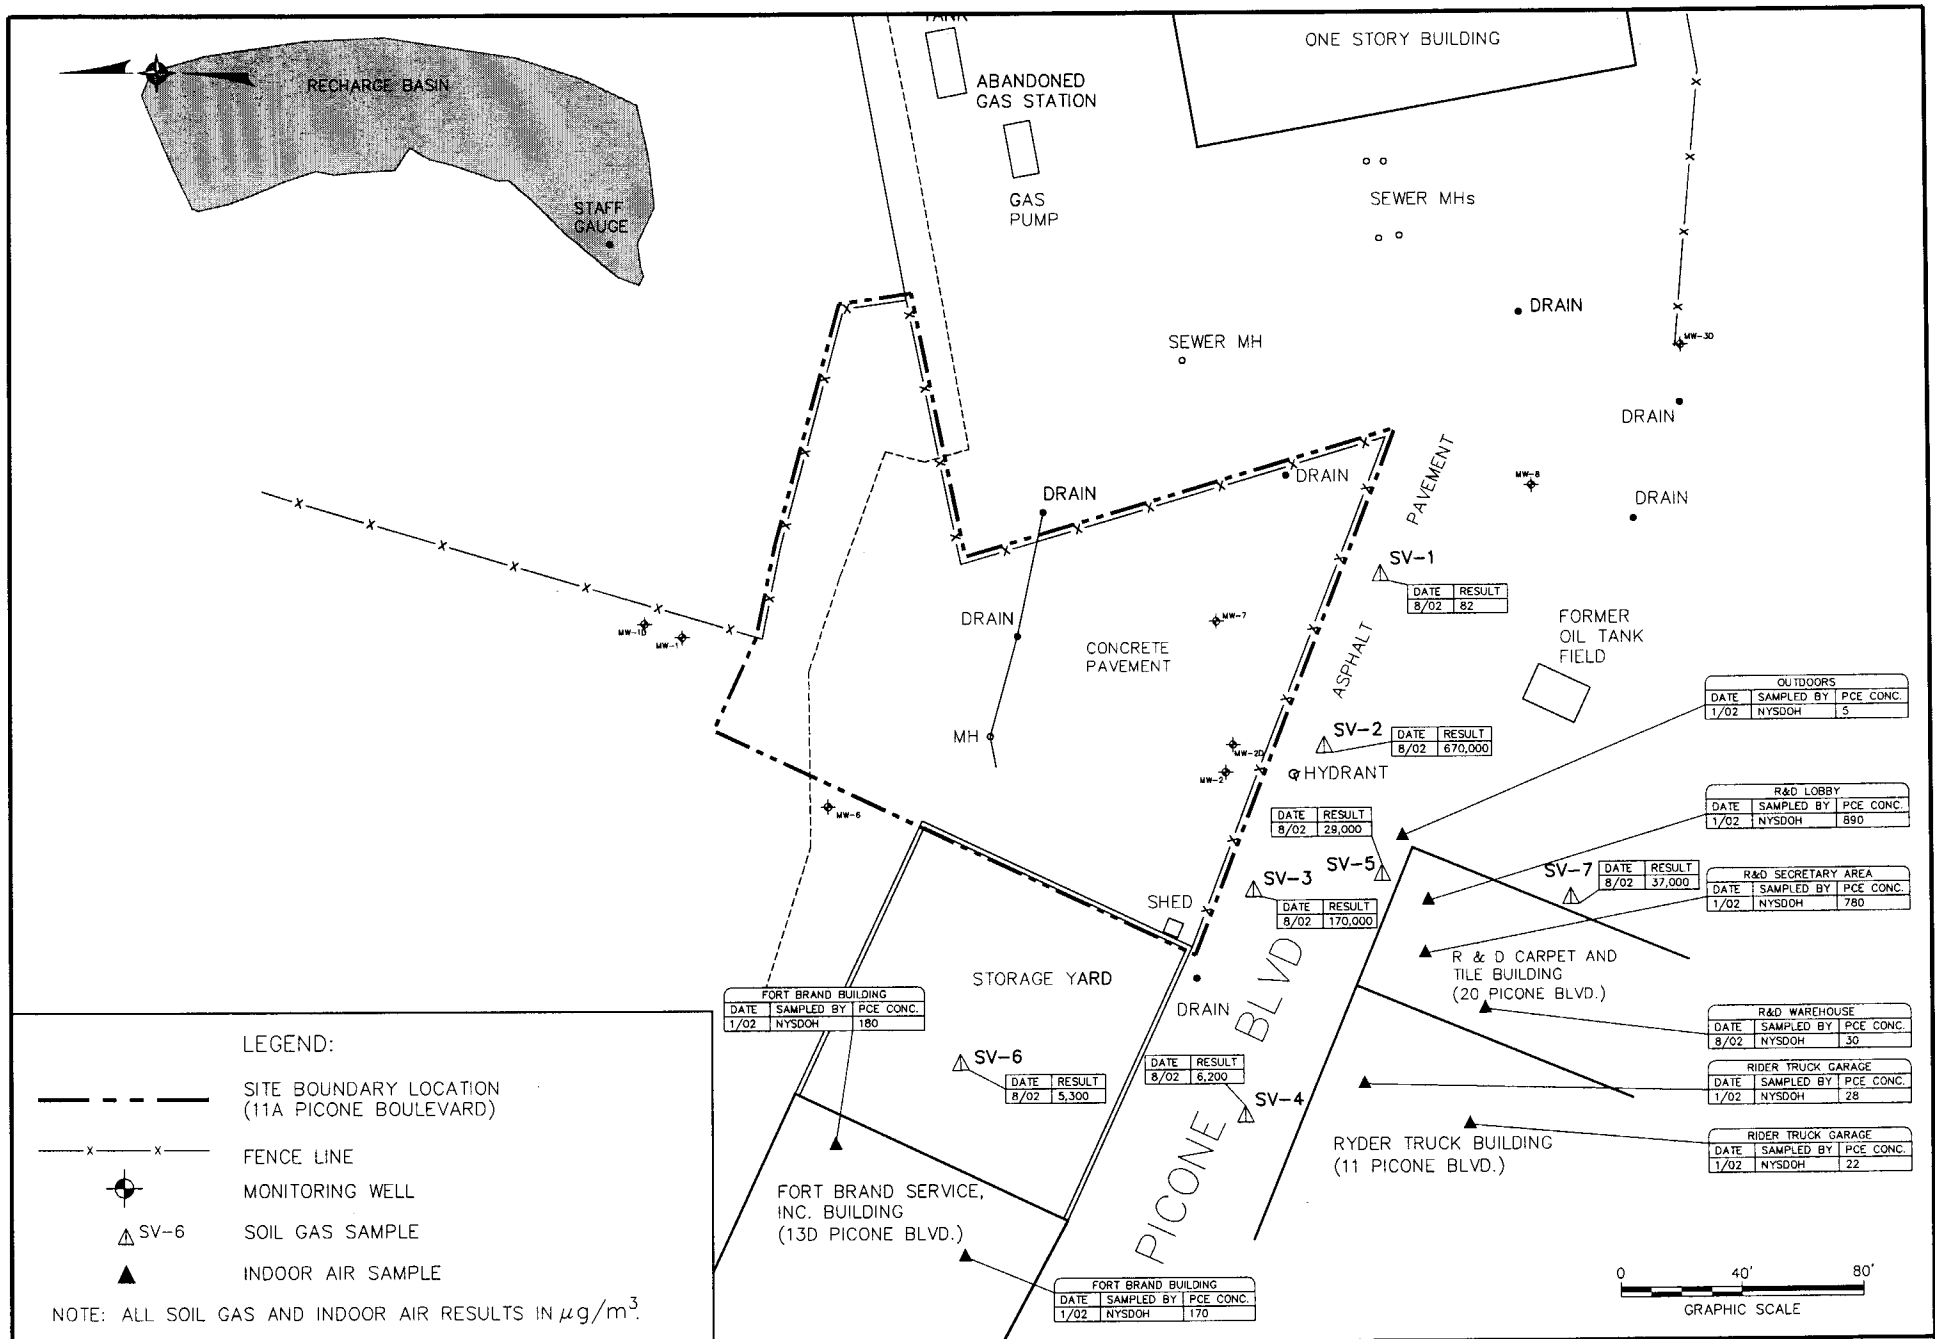 TANK
ONE STORY BUILDING
RECHARGE BASIN
ABANDONED
GAS STATION
GAS
PUMP
SEWER MHs
STAFF
GAUGE
DRAIN
SEWER MH
MW-3D
DRAIN
DRAIN
MW-8
DRAIN
DRAIN
PAVEMENT
SV-1
DATE RESULT
8/02 82
MW-1D
MW-1
DRAIN
MW-7
CONCRETE
PAVEMENT
ASPHALT
FORMER
OIL TANK
FIELD
OUTDOORS
DATE SAMPLED BY PCE CONC.
1/02 NYSDOH 5
MH
MW-2D
MW-2
SV-2
DATE RESULT
8/02 670,000
HYDRANT
MW-6
DATE RESULT
8/02 29,000
R&D LOBBY
DATE SAMPLED BY PCE CONC.
1/02 NYSDOH 890
SV-5
SV-3
DATE RESULT
8/02 170,000
SV-7
DATE RESULT
8/02 37,000
R&D SECRETARY AREA
DATE SAMPLED BY PCE CONC.
1/02 NYSDOH 780
SHED
STORAGE YARD
DRAIN
R & D CARPET AND
TILE BUILDING
(20 PICONE BLVD.)
FORT BRAND BUILDING
DATE SAMPLED BY PCE CONC.
1/02 NYSDOH 180
R&D WAREHOUSE
DATE SAMPLED BY PCE CONC.
8/02 NYSDOH 30
SV-6
DATE RESULT
8/02 5,300
DATE RESULT
8/02 6,200
SV-4
PICONE BLVD
RIDER TRUCK GARAGE
DATE SAMPLED BY PCE CONC.
1/02 NYSDOH 28
RYDER TRUCK BUILDING
(11 PICONE BLVD.)
RIDER TRUCK GARAGE
DATE SAMPLED BY PCE CONC.
1/02 NYSDOH 22
FORT BRAND SERVICE,
INC. BUILDING
(13D PICONE BLVD.)
FORT BRAND BUILDING
DATE SAMPLED BY PCE CONC.
1/02 NYSDOH 170
LEGEND:
SITE BOUNDARY LOCATION
(11A PICONE BOULEVARD)
FENCE LINE
MONITORING WELL
SV-6 SOIL GAS SAMPLE
INDOOR AIR SAMPLE
NOTE: ALL SOIL GAS AND INDOOR AIR RESULTS IN μg/m³.
0 40' 80'
GRAPHIC SCALE